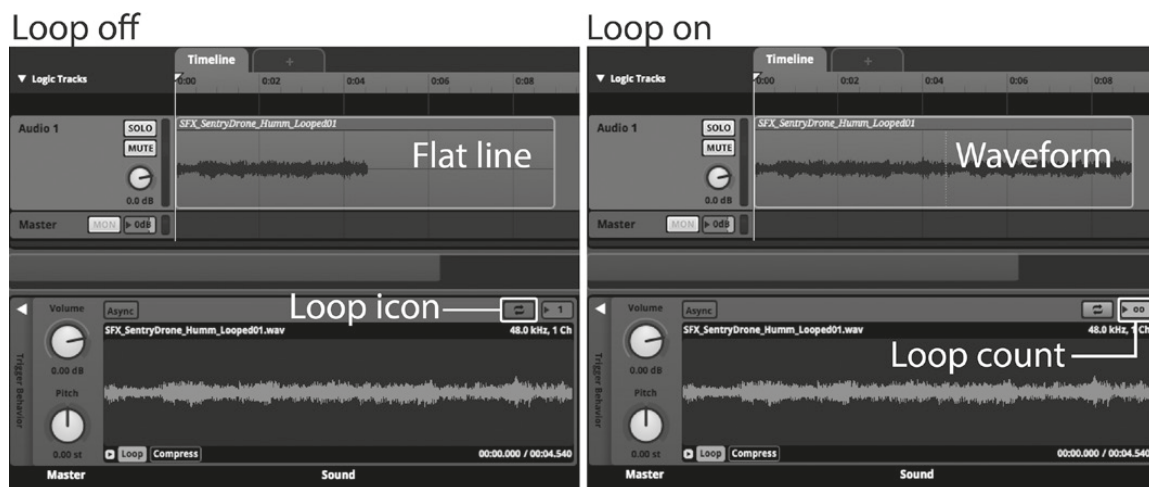 Loop off
Timeline +
Logic Tracks
0:00 0:02 0:04 0:06 0:08
Audio 1
SOLO
MUTE
0.0 dB
SFX_SentryDrone_Humm_Looped01
Flat line
Master MON 0dB
Loop icon
Volume
Async
1
SFX_SentryDrone_Humm_Looped01.wav 48.0 kHz, 1 Ch
0.00 dB
Trigger Behavior
Pitch
0.00 st
Loop Compress 00:00.000 / 00:04.540
Master Sound
Loop on
Timeline +
Logic Tracks
0:00 0:02 0:04 0:06 0:08
Audio 1
SOLO
MUTE
0.0 dB
SFX_SentryDrone_Humm_Looped01
Waveform
Master MON 0dB
Volume
Async
∞
SFX_SentryDrone_Humm_Looped01.wav 48.0 kHz, 1 Ch
Loop count
0.00 dB
Trigger Behavior
Pitch
0.00 st
Loop Compress 00:00.000 / 00:04.540
Master Sound